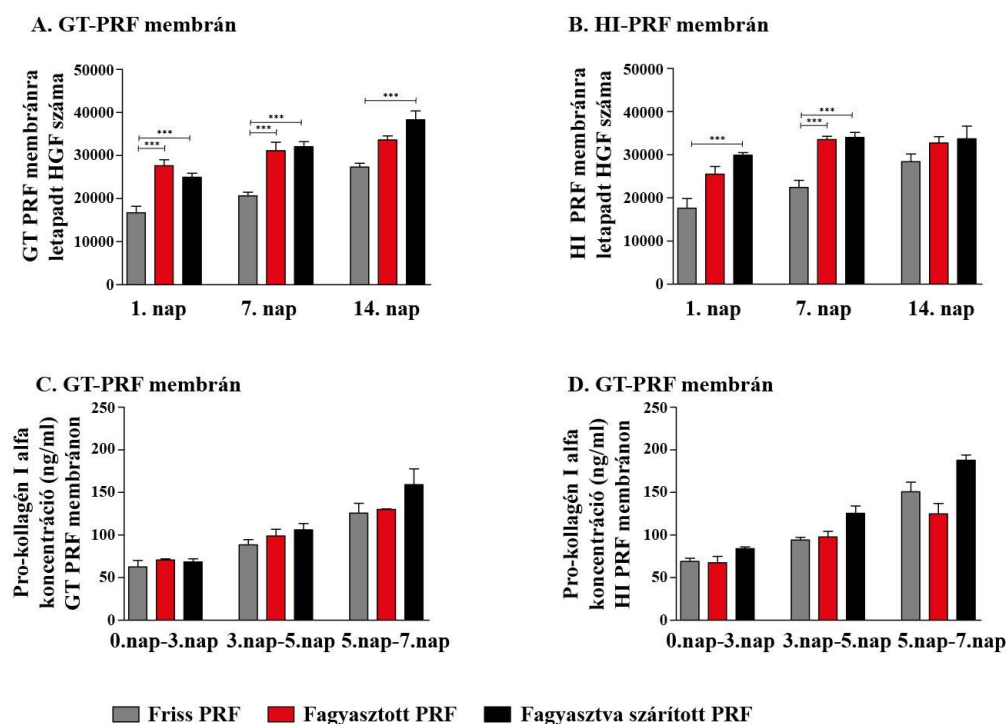 A. GT-PRF membrán
GT PRF membránra
letapadt HGF száma
50000
40000
30000
20000
10000
0
***
***
***
***
***
1. nap
7. nap
14. nap
B. HI-PRF membrán
HI PRF membránra
letapadt HGF száma
50000
40000
30000
20000
10000
0
***
***
***
1. nap
7. nap
14. nap
C. GT-PRF membrán
Pro-kollagén I alfa
koncentráció (ng/ml)
GT PRF membránon
250
200
150
100
50
0
0.nap-3.nap
3.nap-5.nap
5.nap-7.nap
D. GT-PRF membrán
Pro-kollagén I alfa
koncentráció (ng/ml)
HI PRF membránon
250
200
150
100
50
0
0.nap-3.nap
3.nap-5.nap
5.nap-7.nap
Friss PRF
Fagyasztott PRF
Fagyasztva szárított PRF